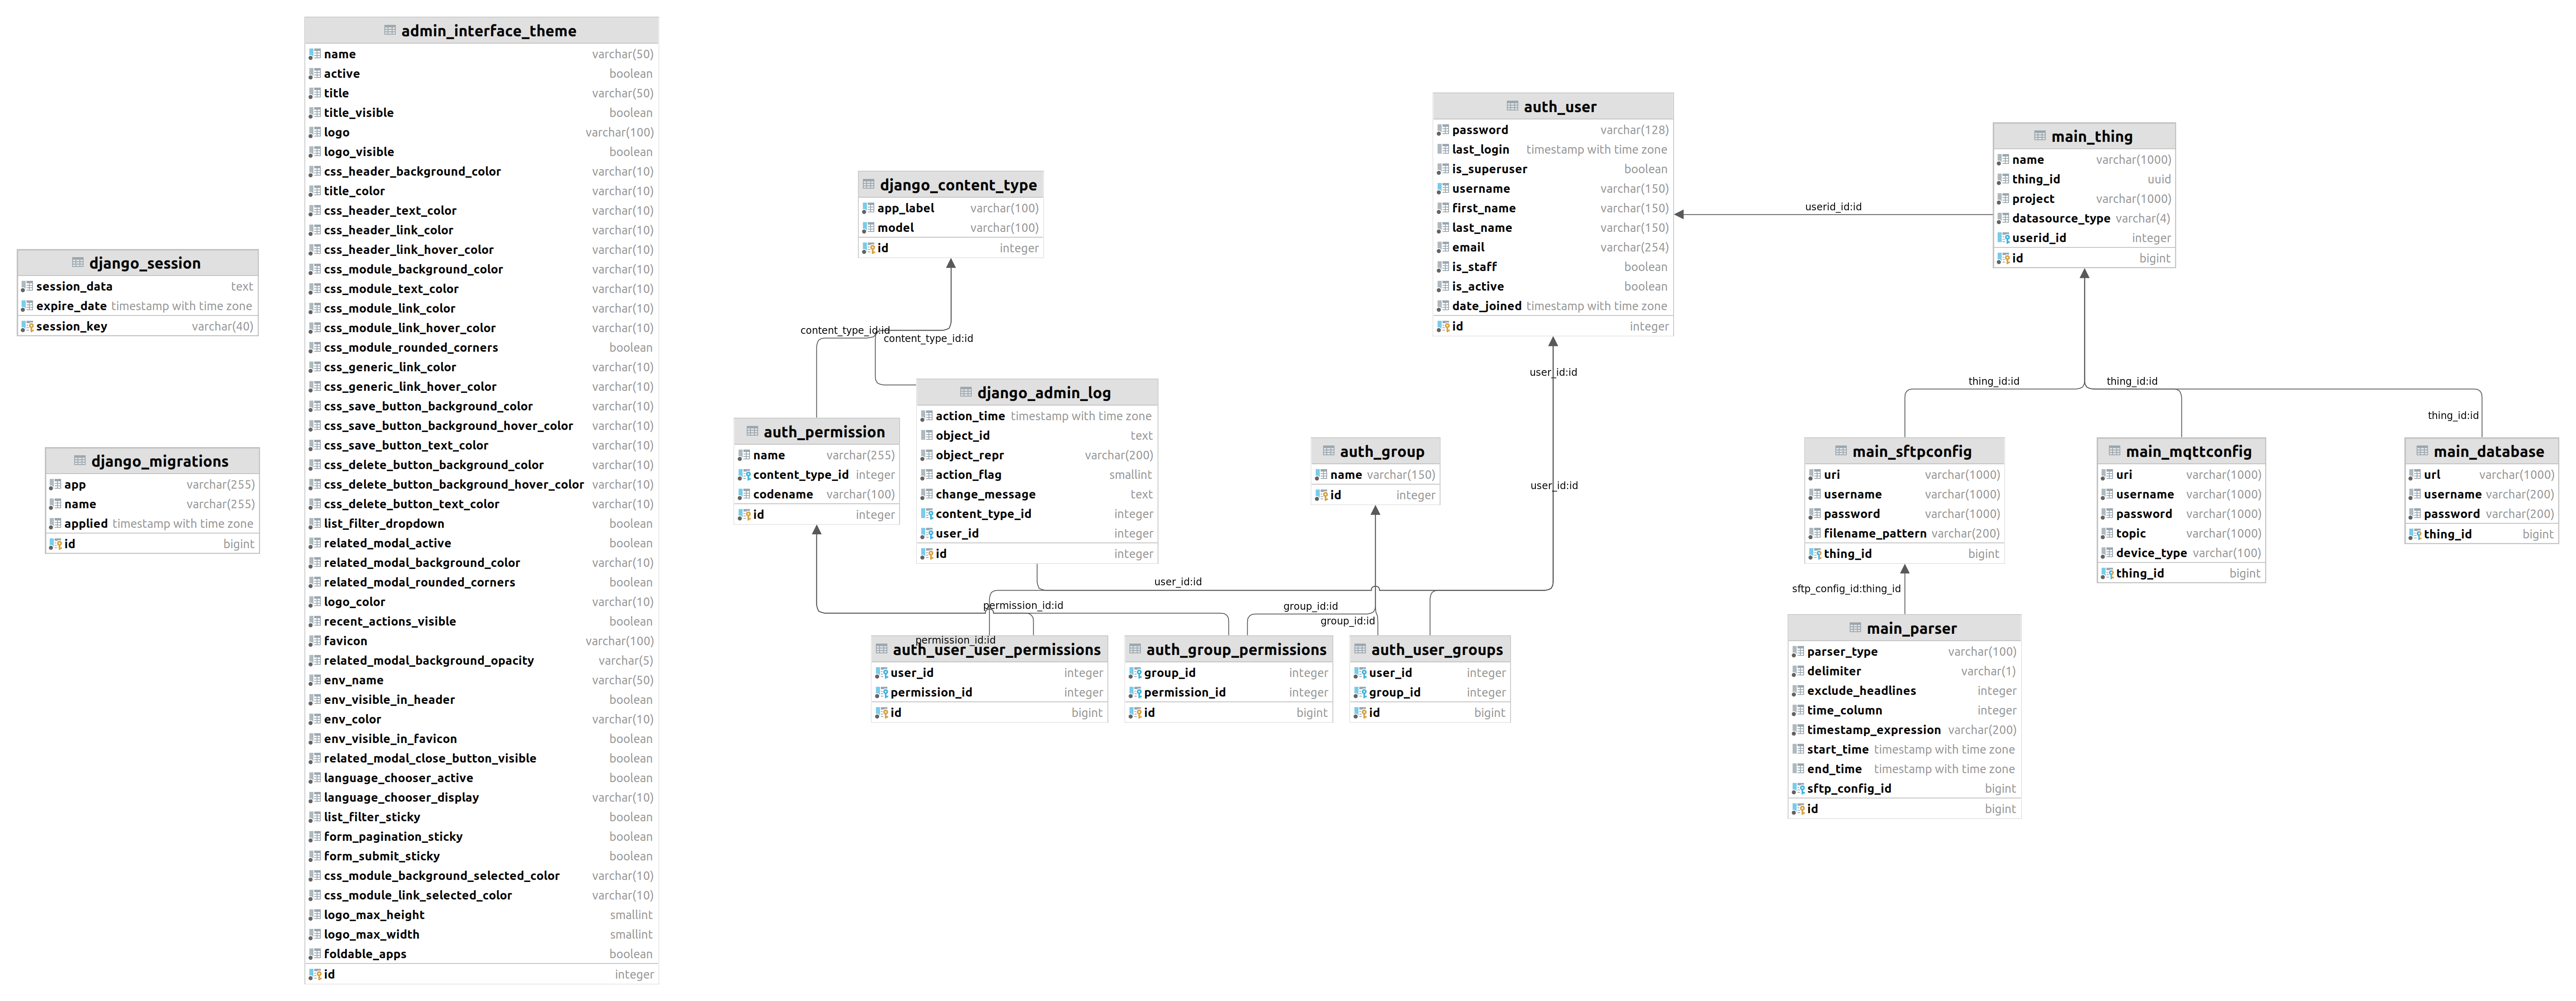 django_session
session_data text
expire_date timestamp with time zone
session_key varchar(40)
django_migrations
app varchar(255)
name varchar(255)
applied timestamp with time zone
id bigint
admin_interface_theme
name varchar(50)
active boolean
title varchar(50)
title_visible boolean
logo varchar(100)
logo_visible boolean
css_header_background_color varchar(10)
title_color varchar(10)
css_header_text_color varchar(10)
css_header_link_color varchar(10)
css_header_link_hover_color varchar(10)
css_module_background_color varchar(10)
css_module_text_color varchar(10)
css_module_link_color varchar(10)
css_module_link_hover_color varchar(10)
css_module_rounded_corners boolean
css_generic_link_color varchar(10)
css_generic_link_hover_color varchar(10)
css_save_button_background_color varchar(10)
css_save_button_background_hover_color varchar(10)
css_save_button_text_color varchar(10)
css_delete_button_background_color varchar(10)
css_delete_button_background_hover_color varchar(10)
css_delete_button_text_color varchar(10)
list_filter_dropdown boolean
related_modal_active boolean
related_modal_background_color varchar(10)
related_modal_rounded_corners boolean
logo_color varchar(10)
recent_actions_visible boolean
favicon varchar(100)
related_modal_background_opacity varchar(5)
env_name varchar(50)
env_visible_in_header boolean
env_color varchar(10)
env_visible_in_favicon boolean
related_modal_close_button_visible boolean
language_chooser_active boolean
language_chooser_display varchar(10)
list_filter_sticky boolean
form_pagination_sticky boolean
form_submit_sticky boolean
css_module_background_selected_color varchar(10)
css_module_link_selected_color varchar(10)
logo_max_height smallint
logo_max_width smallint
foldable_apps boolean
id integer
django_content_type
app_label varchar(100)
model varchar(100)
id integer
content_type_id:id
content_type_id:id
auth_permission
name varchar(255)
content_type_id integer
codename varchar(100)
id integer
django_admin_log
action_time timestamp with time zone
object_id text
object_repr varchar(200)
action_flag smallint
change_message text
content_type_id integer
user_id integer
id integer
auth_group
name varchar(150)
id integer
user_id:id
permission_id:id
group_id:id
group_id:id
permission_id:id
auth_user_user_permissions
user_id integer
permission_id integer
id bigint
auth_group_permissions
group_id integer
permission_id integer
id bigint
auth_user_groups
user_id integer
group_id integer
id bigint
auth_user
password varchar(128)
last_login timestamp with time zone
is_superuser boolean
username varchar(150)
first_name varchar(150)
last_name varchar(150)
email varchar(254)
is_staff boolean
is_active boolean
date_joined timestamp with time zone
id integer
user_id:id
user_id:id
userid_id:id
main_thing
name varchar(1000)
thing_id uuid
project varchar(1000)
datasource_type varchar(4)
userid_id integer
id bigint
thing_id:id
thing_id:id
thing_id:id
main_sftpconfig
uri varchar(1000)
username varchar(1000)
password varchar(1000)
filename_pattern varchar(200)
thing_id bigint
main_mqttconfig
uri varchar(1000)
username varchar(1000)
password varchar(1000)
topic varchar(1000)
device_type varchar(100)
thing_id bigint
main_database
url varchar(1000)
username varchar(200)
password varchar(200)
thing_id bigint
sftp_config_id:thing_id
main_parser
parser_type varchar(100)
delimiter varchar(1)
exclude_headlines integer
time_column integer
timestamp_expression varchar(200)
start_time timestamp with time zone
end_time timestamp with time zone
sftp_config_id bigint
id bigint